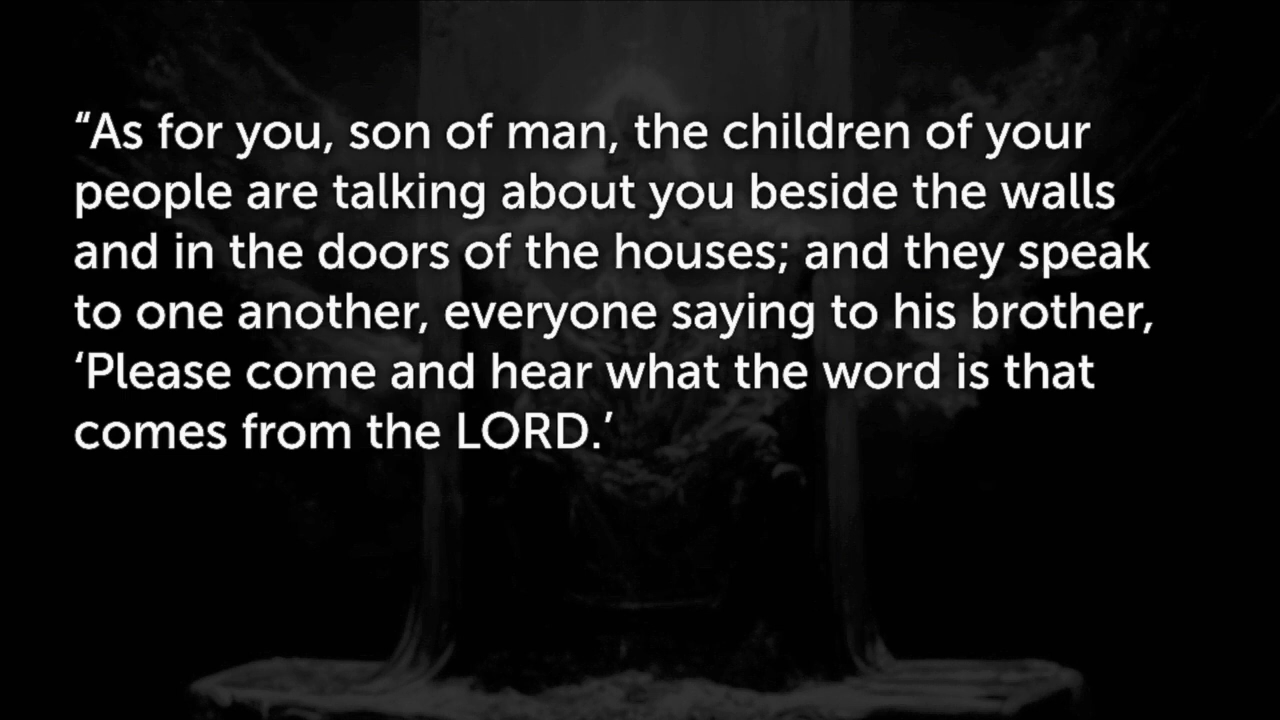 “As for you, son of man, the children of your
people are talking about you beside the walls
and in the doors of the houses; and they speak
to one another, everyone saying to his brother,
‘Please come and hear what the word is that
comes from the LORD.’